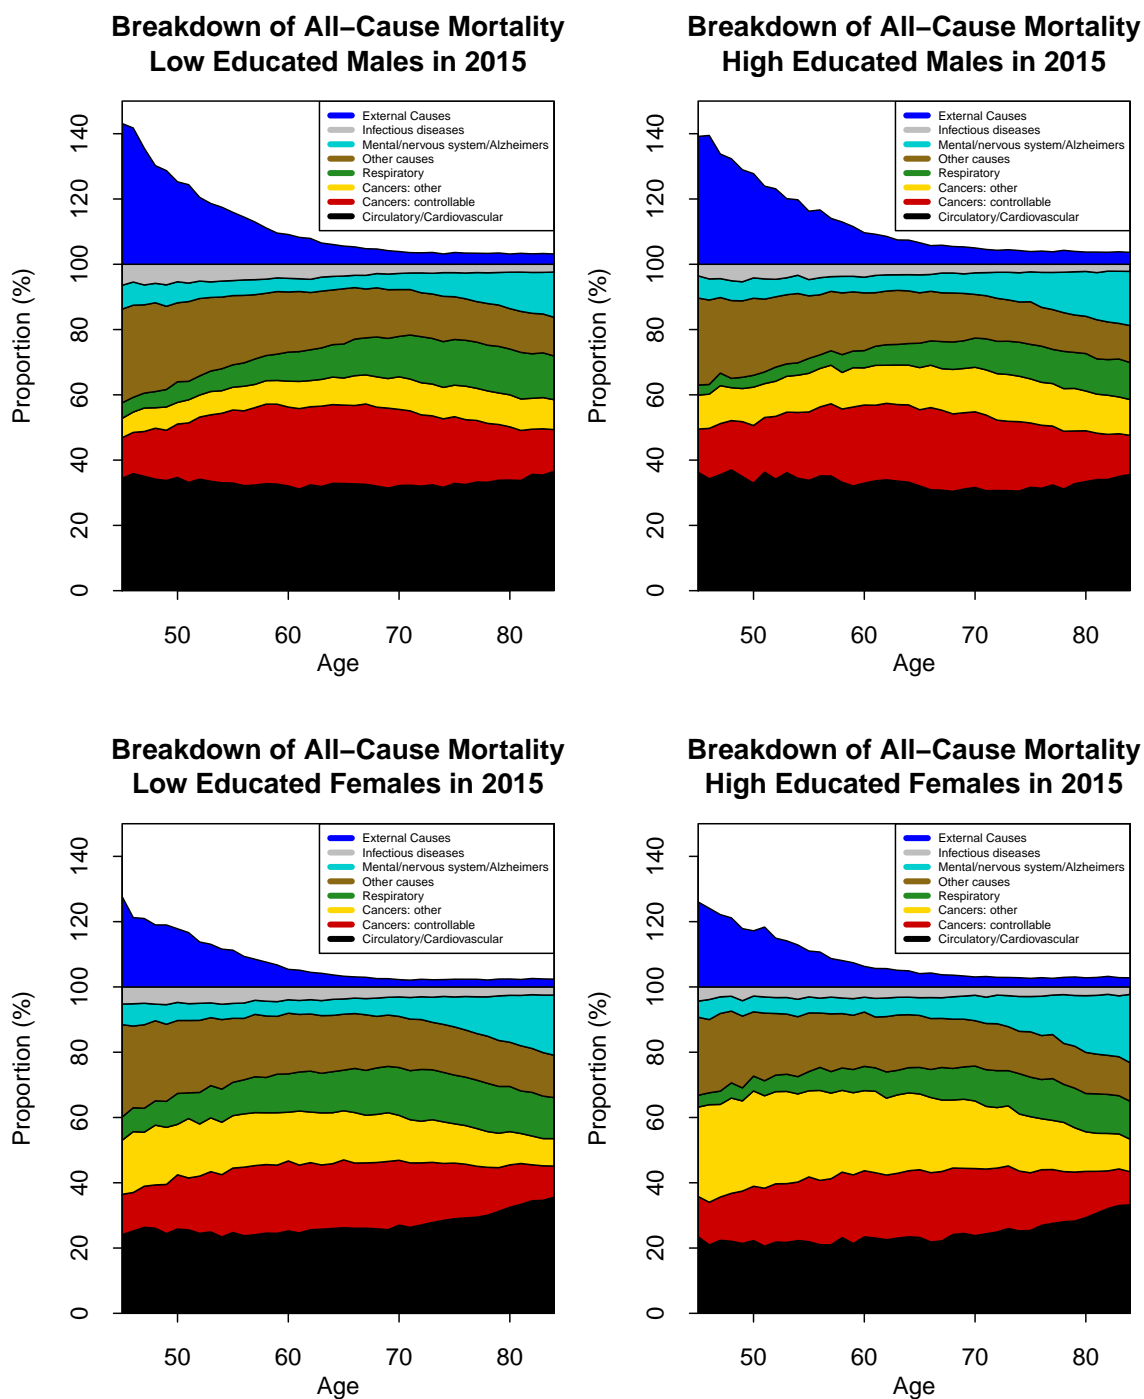 Breakdown of All−Cause Mortality
Low Educated Males in 2015
Proportion (%)
0
20
40
60
80
100
120
140
External Causes
Infectious diseases
Mental/nervous system/Alzheimers
Other causes
Respiratory
Cancers: other
Cancers: controllable
Circulatory/Cardiovascular
50
60
70
80
Age
Breakdown of All−Cause Mortality
High Educated Males in 2015
Proportion (%)
0
20
40
60
80
100
120
140
External Causes
Infectious diseases
Mental/nervous system/Alzheimers
Other causes
Respiratory
Cancers: other
Cancers: controllable
Circulatory/Cardiovascular
50
60
70
80
Age
Breakdown of All−Cause Mortality
Low Educated Females in 2015
Proportion (%)
0
20
40
60
80
100
120
140
External Causes
Infectious diseases
Mental/nervous system/Alzheimers
Other causes
Respiratory
Cancers: other
Cancers: controllable
Circulatory/Cardiovascular
50
60
70
80
Age
Breakdown of All−Cause Mortality
High Educated Females in 2015
Proportion (%)
0
20
40
60
80
100
120
140
External Causes
Infectious diseases
Mental/nervous system/Alzheimers
Other causes
Respiratory
Cancers: other
Cancers: controllable
Circulatory/Cardiovascular
50
60
70
80
Age